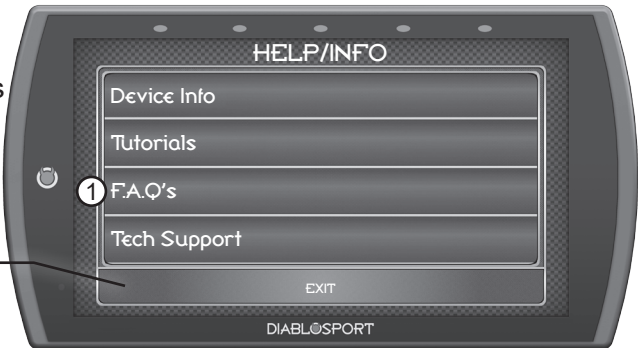 HELP/INFO
s
Device Info
Tutorials
1
F.A.Q's
Tech Support
EXIT
DIABLOSPORT